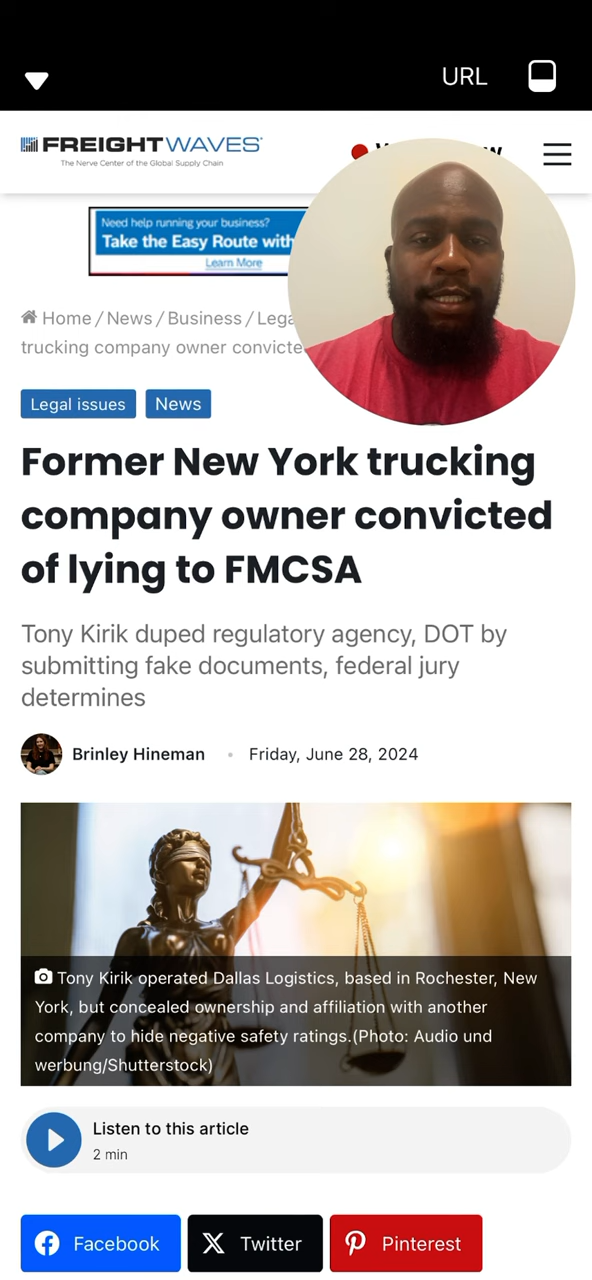 URL
FREIGHTWAVES
The Nerve Center of the Global Supply Chain
Need help running your business?
Take the Easy Route with
Learn More
Home / News / Business /
trucking company owner
Legal issues
News
Former New York trucking
company owner convicted
of lying to FMCSA
Tony Kirik duped regulatory agency, DOT by
submitting fake documents, federal jury
determines
Brinley Hineman • Friday, June 28, 2024
Tony Kirik operated Dallas Logistics, based in Rochester, New
York, but concealed ownership and affiliation with another
company to hide negative safety ratings.(Photo: Audio und
werbung/Shutterstock)
Listen to this article
2 min
Facebook
Twitter
Pinterest